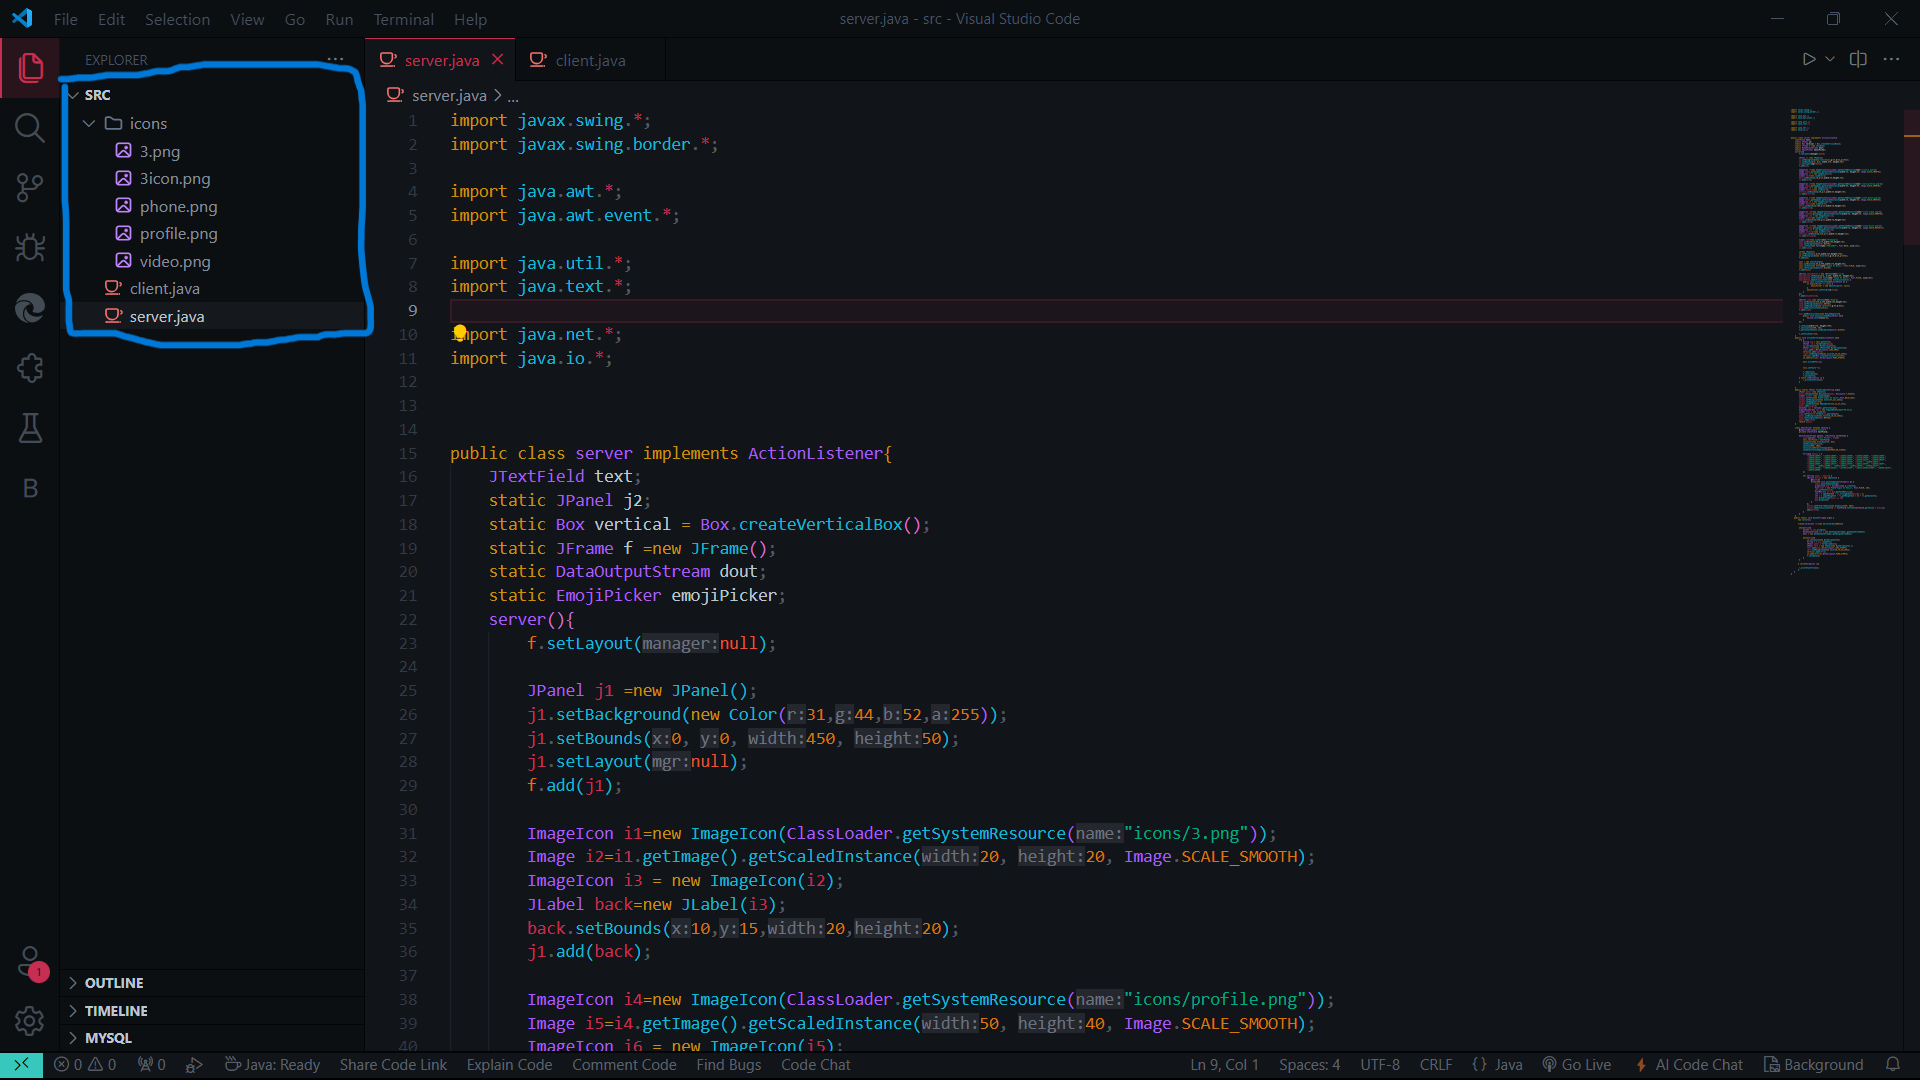 File Edit Selection View Go Run Terminal Help
server.java - src - Visual Studio Code
EXPLORER
SRC
icons
3.png
3icon.png
phone.png
profile.png
video.png
client.java
server.java
OUTLINE
TIMELINE
MYSQL
B
1
server.java client.java
server.java > ...
1 import javax.swing.*;
2 import javax.swing.border.*;
3
4 import java.awt.*;
5 import java.awt.event.*;
6
7 import java.util.*;
8 import java.text.*;
9
10 import java.net.*;
11 import java.io.*;
12
13
14
15 public class server implements ActionListener{
16 JTextField text;
17 static JPanel j2;
18 static Box vertical = Box.createVerticalBox();
19 static JFrame f =new JFrame();
20 static DataOutputStream dout;
21 static EmojiPicker emojiPicker;
22 server(){
23 f.setLayout(manager:null);
24
25 JPanel j1 =new JPanel();
26 j1.setBackground(new Color(r:31,g:44,b:52,a:255));
27 j1.setBounds(x:0, y:0, width:450, height:50);
28 j1.setLayout(mgr:null);
29 f.add(j1);
30
31 ImageIcon i1=new ImageIcon(ClassLoader.getSystemResource(name:"icons/3.png"));
32 Image i2=i1.getImage().getScaledInstance(width:20, height:20, Image.SCALE_SMOOTH);
33 ImageIcon i3 = new ImageIcon(i2);
34 JLabel back=new JLabel(i3);
35 back.setBounds(x:10,y:15,width:20,height:20);
36 j1.add(back);
37
38 ImageIcon i4=new ImageIcon(ClassLoader.getSystemResource(name:"icons/profile.png"));
39 Image i5=i4.getImage().getScaledInstance(width:50, height:40, Image.SCALE_SMOOTH);
40 ImageIcon i6 = new ImageIcon(i5);
0 0 0 Java: Ready Share Code Link Explain Code Comment Code Find Bugs Code Chat Ln 9, Col 1 Spaces: 4 UTF-8 CRLF {} Java Go Live AI Code Chat Background